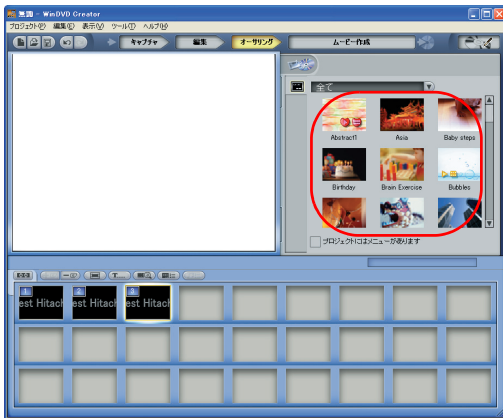 無題 - WinDVD Creator
プロジェクト(P) 編集(E) 表示(V) ツール(T) ヘルプ(H)
キャプチャ 編集 オーサリング ムービー作成
全て
Abstract1 Asia Baby steps
Birthday Brain Exercise Bubbles
プロジェクトにはメニューがあります
T...
1 2 3
est Hitach est Hitach est Hitach